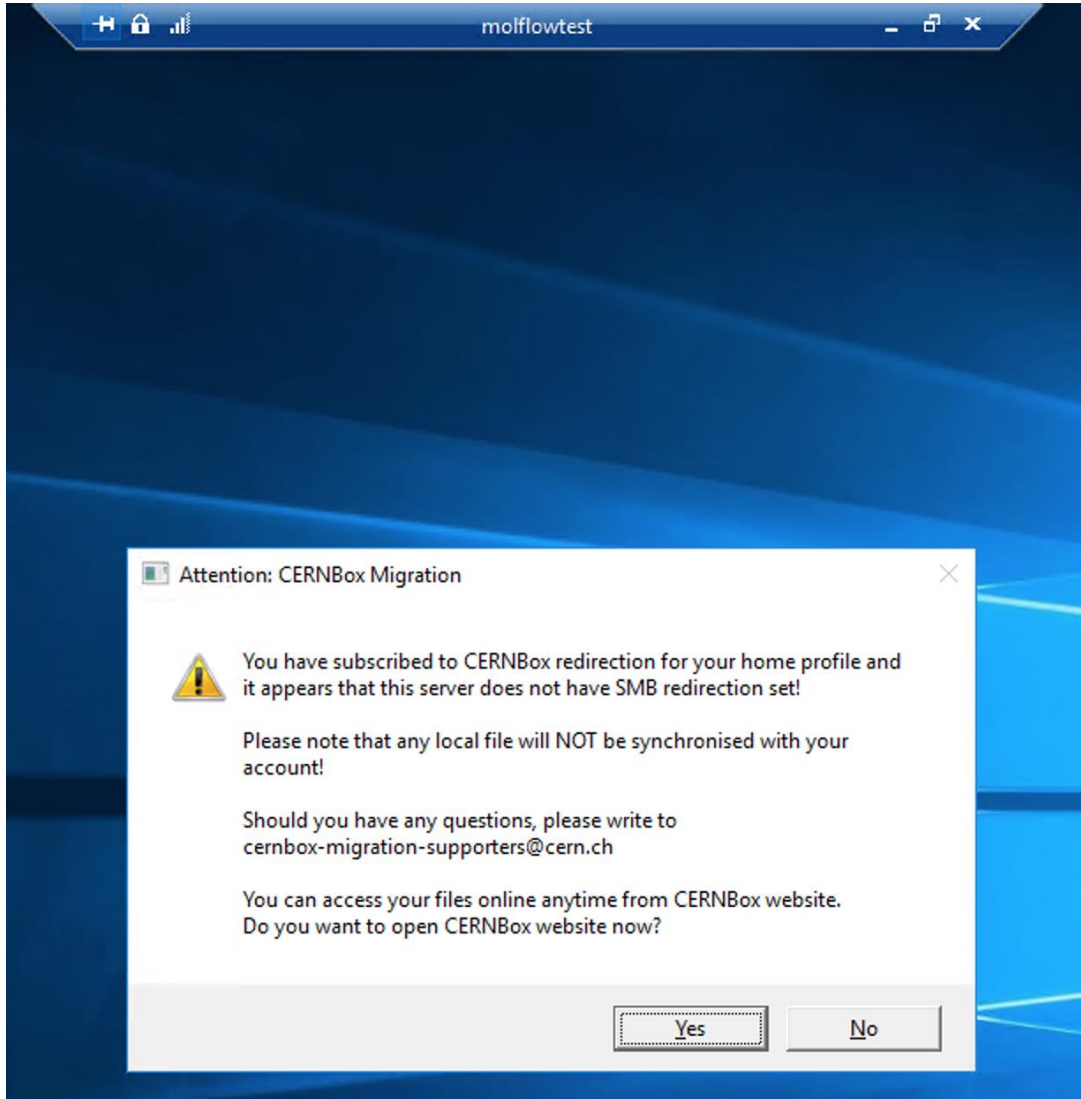 molflowtest
Attention: CERNBox Migration
You have subscribed to CERNBox redirection for your home profile and
it appears that this server does not have SMB redirection set!
Please note that any local file will NOT be synchronised with your
account!
Should you have any questions, please write to
cernbox-migration-supporters@cern.ch
You can access your files online anytime from CERNBox website.
Do you want to open CERNBox website now?
Yes
No